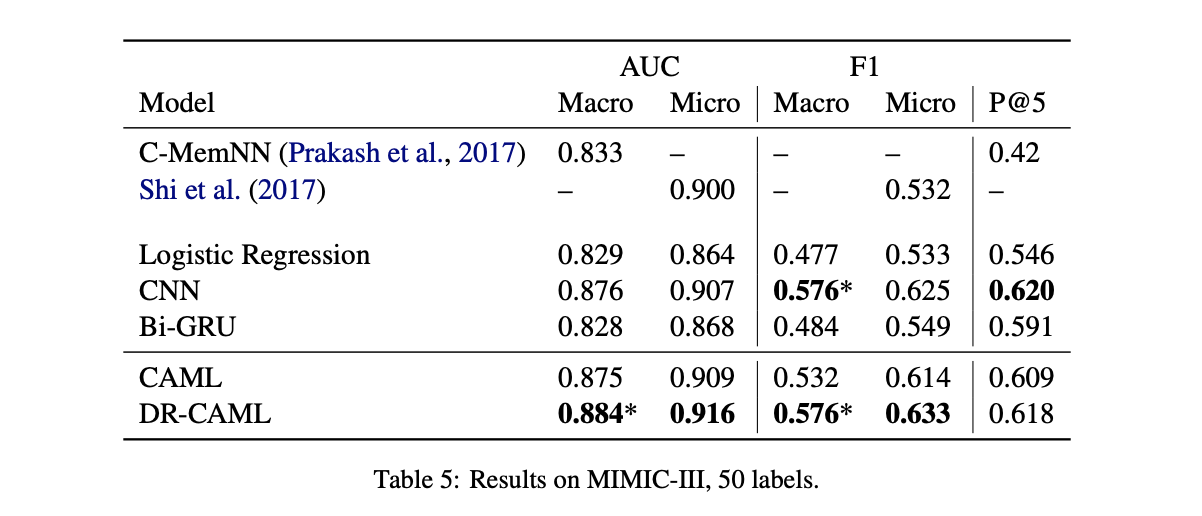 AUC F1
Model Macro Micro Macro Micro P@5
C-MemNN (Prakash et al., 2017) 0.833 – – – 0.42
Shi et al. (2017) – 0.900 – 0.532 –
Logistic Regression 0.829 0.864 0.477 0.533 0.546
CNN 0.876 0.907 0.576* 0.625 0.620
Bi-GRU 0.828 0.868 0.484 0.549 0.591
CAML 0.875 0.909 0.532 0.614 0.609
DR-CAML 0.884* 0.916 0.576* 0.633 0.618
Table 5: Results on MIMIC-III, 50 labels.